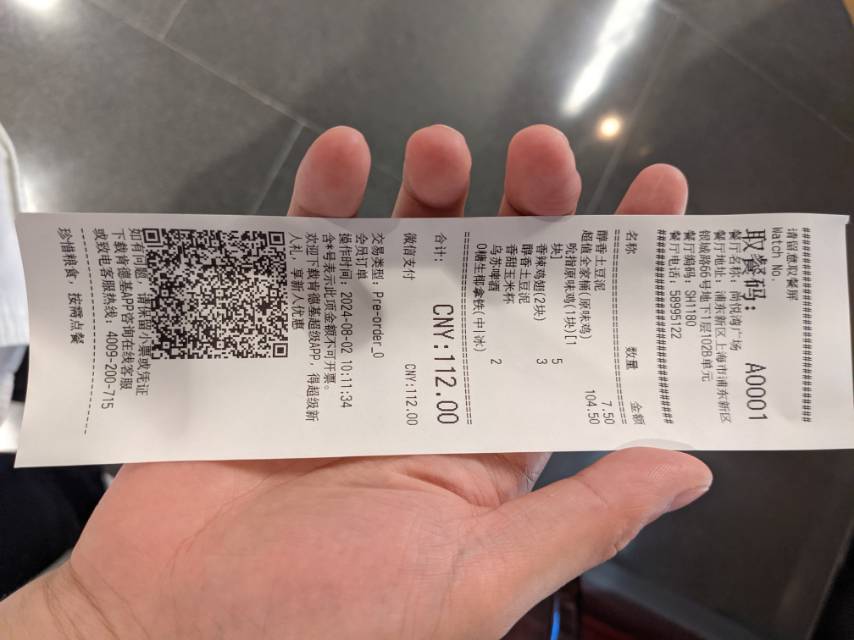 ##############################
请留意取餐屏
Watch No.
取餐码: A0001
餐厅名称: 尚悦湾广场
餐厅地址: 浦东新区上海市浦东新区
银城路66号地下1层102B单元
餐厅编码: SH1180
餐厅电话: 58995122
##############################
名称 数量 金额
醇香土豆泥 7.50
超值全家桶(原味鸡) 104.50
吮指原味鸡(1块)[1
块] 5
香辣鸡翅(2块) 3
醇香土豆泥
香甜玉米杯
乌苏啤酒 2
0糖生椰拿铁(中/冰)
合计: CNY:112.00
微信支付 CNY:112.00
交易类型: Pre-order_0
会员订单
操作时间: 2024-08-02 10:11:34
含*号表示此项金额不可开票。
欢迎下载肯德基超级APP, 得超级新
人礼, 享新人优惠
如有问题, 请保留小票或凭证
下载肯德基APP咨询在线客服
或致电客服热线: 4009-200-715
珍惜粮食, 按需点餐